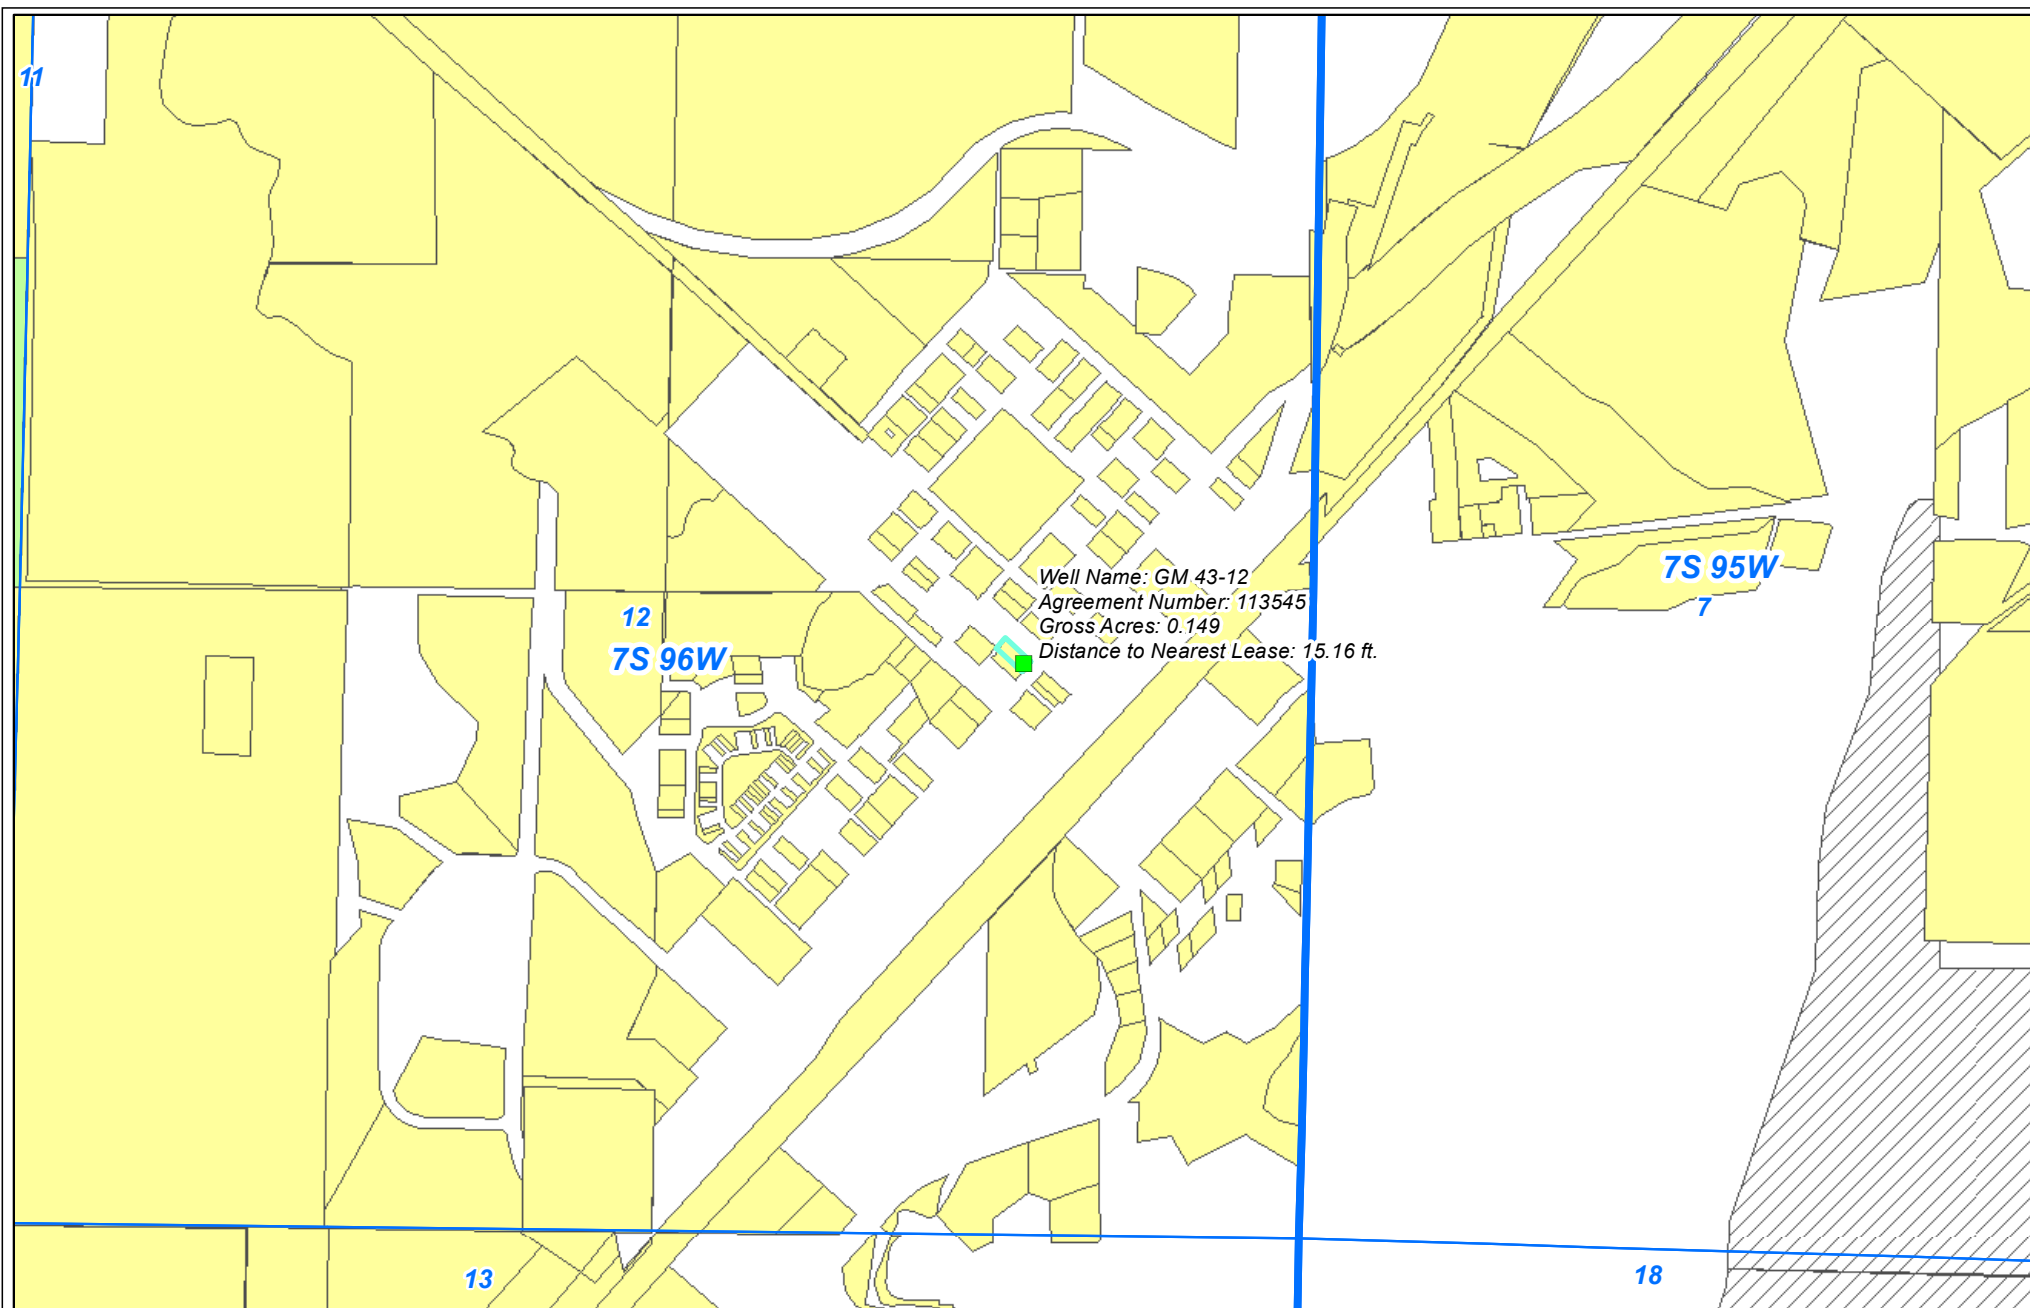 11
Well Name: GM 43-12
Agreement Number: 113545
Gross Acres: 0.149
Distance to Nearest Lease: 15.16 ft.
7S 95W
7
12
7S 96W
13
18